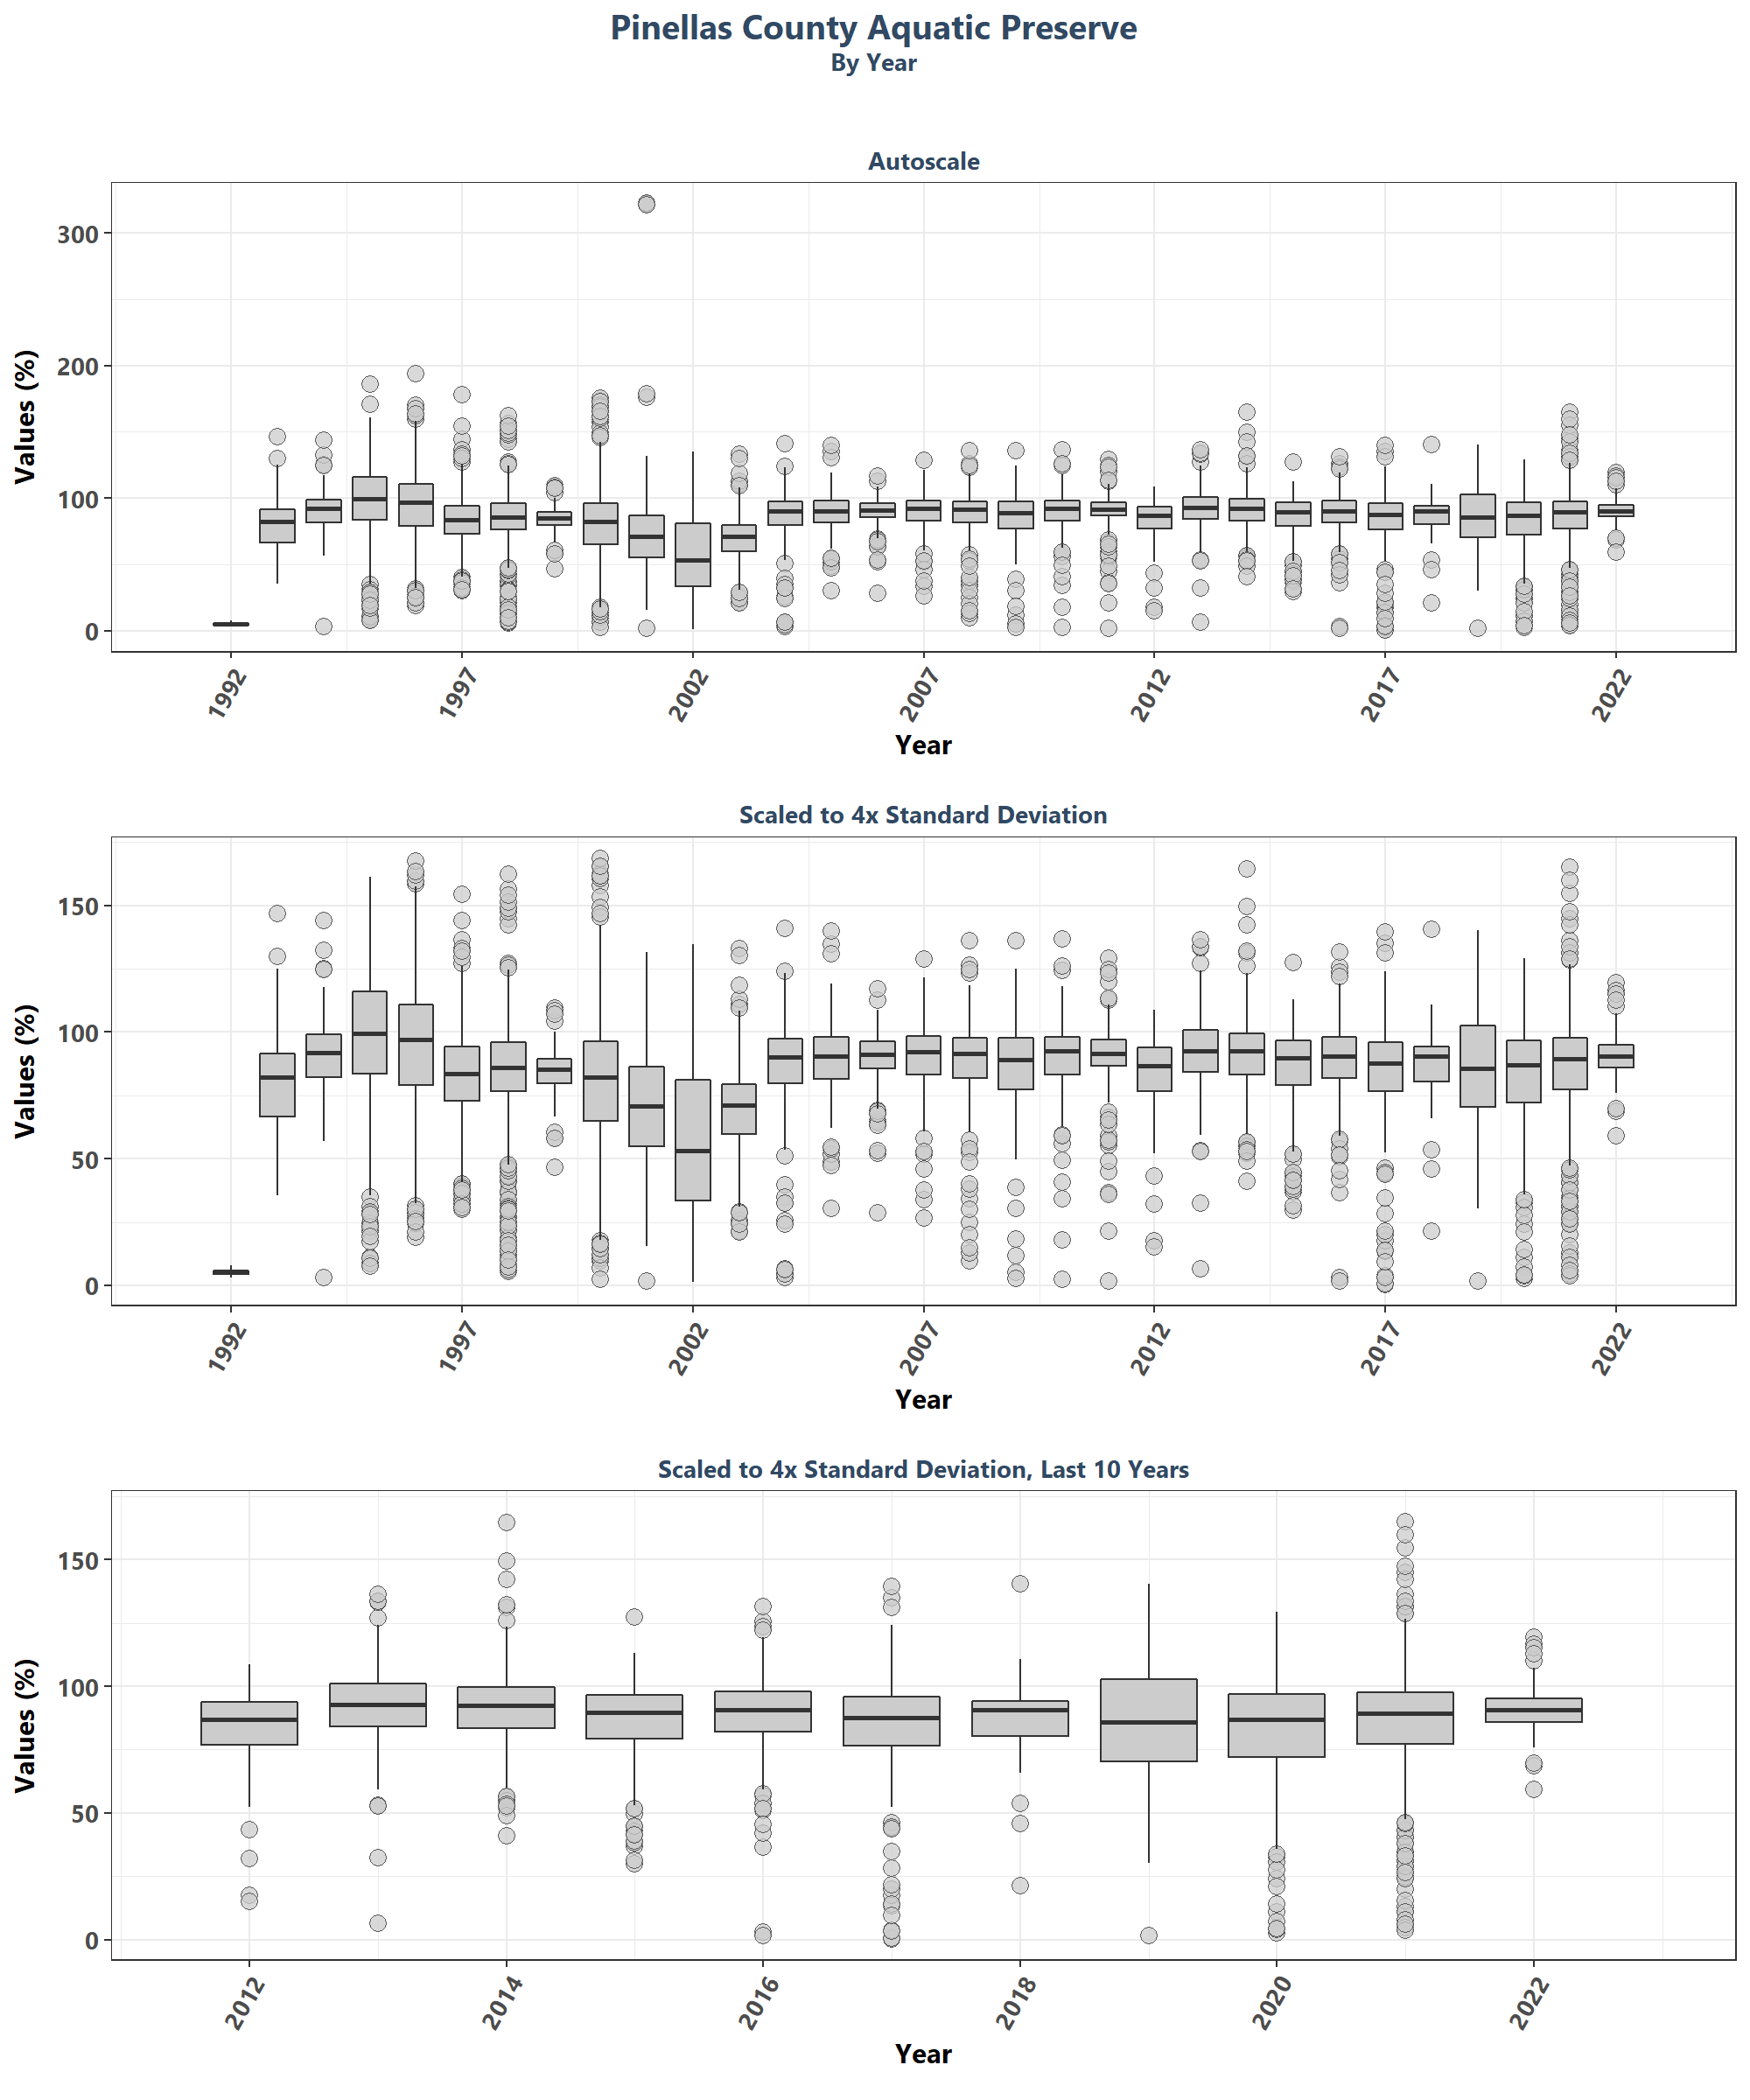 Pinellas County Aquatic Preserve
By Year
Autoscale
Values (%)
300
200
100
0
1992 1997 2002 2007 2012 2017 2022
Year
Scaled to 4x Standard Deviation
Values (%)
150
100
50
0
1992 1997 2002 2007 2012 2017 2022
Year
Scaled to 4x Standard Deviation, Last 10 Years
Values (%)
150
100
50
0
2012 2014 2016 2018 2020 2022
Year